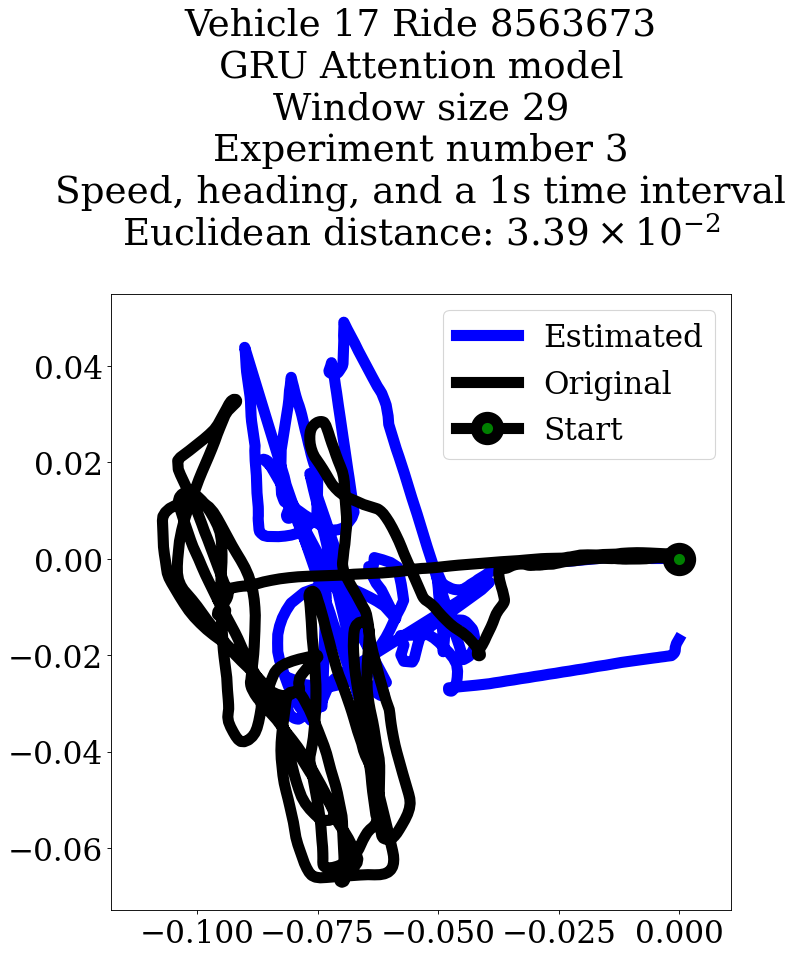 Vehicle 17 Ride 8563673
GRU Attention model
Window size 29
Experiment number 3
Speed, heading, and a 1s time interval
Euclidean distance: 3.39 × 10⁻²
Estimated
Original
Start
0.04
0.02
0.00
−0.02
−0.04
−0.06
−0.100 −0.075 −0.050 −0.025 0.000